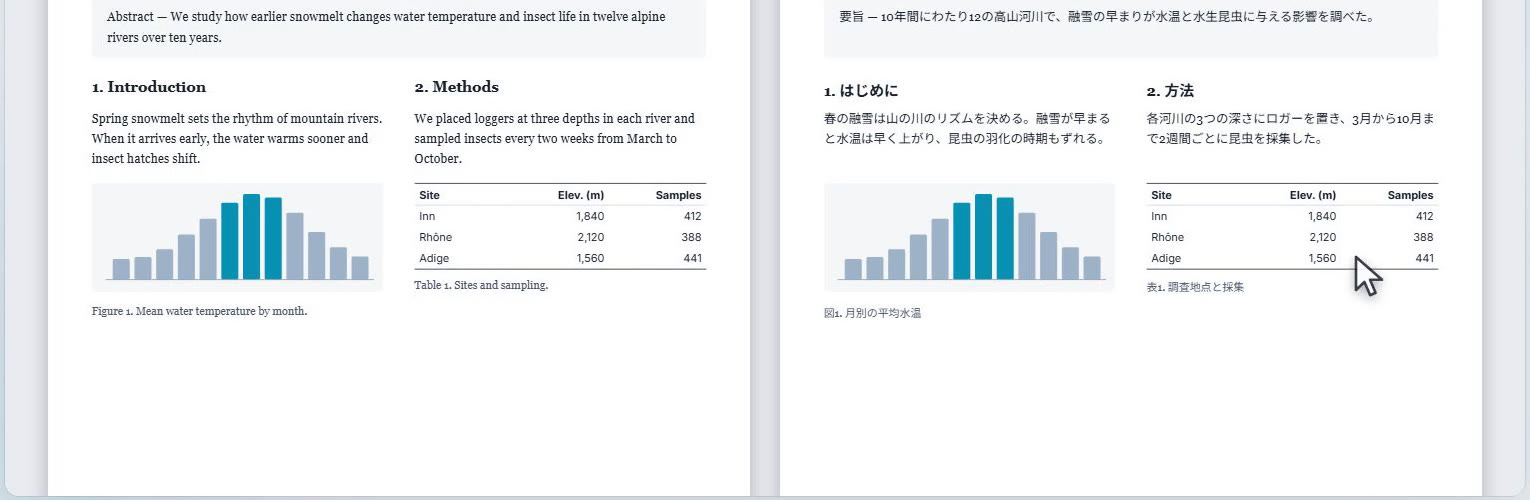 Abstract — We study how earlier snowmelt changes water temperature and insect life in twelve alpine
rivers over ten years.
1. Introduction
Spring snowmelt sets the rhythm of mountain rivers.
When it arrives early, the water warms sooner and
insect hatches shift.
Figure 1. Mean water temperature by month.
2. Methods
We placed loggers at three depths in each river and
sampled insects every two weeks from March to
October.
Site Elev. (m) Samples
Inn 1,840 412
Rhône 2,120 388
Adige 1,560 441
Table 1. Sites and sampling.
要旨 — 10年間にわたり12の高山河川で、融雪の早まりが水温と水生昆虫に与える影響を調べた。
1. はじめに
春の融雪は山の川のリズムを決める。融雪が早まる
と水温は早く上がり、昆虫の羽化の時期もずれる。
図1. 月別の平均水温
2. 方法
各河川の3つの深さにロガーを置き、3月から10月ま
で2週間ごとに昆虫を採集した。
Site Elev. (m) Samples
Inn 1,840 412
Rhône 2,120 388
Adige 1,560 441
表1. 調査地点と採集